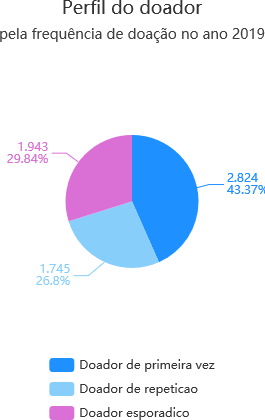 Perfil do doador
pela frequência de doação no ano 2019
1.943
29.84%
2.824
43.37%
1.745
26.8%
Doador de primeira vez
Doador de repeticao
Doador esporadico